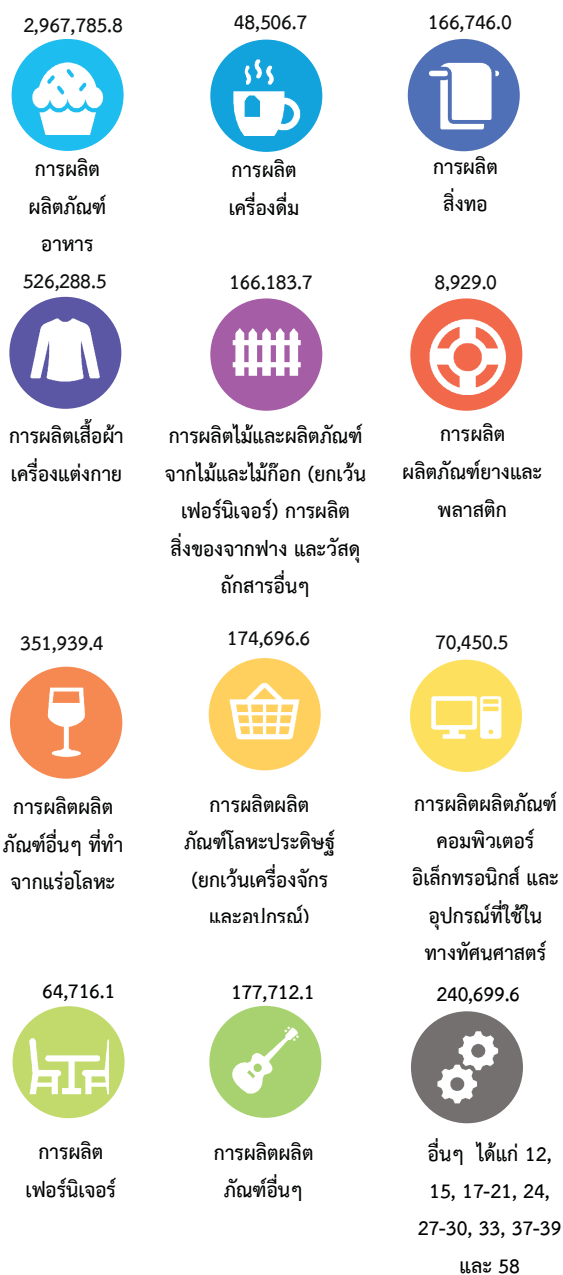 2,967,785.8
การผลิต
ผลิตภัณฑ์
อาหาร
48,506.7
การผลิต
เครื่องดื่ม
166,746.0
การผลิต
สิ่งทอ
526,288.5
การผลิตเสื้อผ้า
เครื่องแต่งกาย
166,183.7
การผลิตไม้และผลิตภัณฑ์
จากไม้และไม้ก๊อก (ยกเว้น
เฟอร์นิเจอร์) การผลิต
สิ่งของจากฟาง และวัสดุ
ถักสารอื่นๆ
8,929.0
การผลิต
ผลิตภัณฑ์ยางและ
พลาสติก
351,939.4
การผลิตผลิต
ภัณฑ์อื่นๆ ที่ทำ
จากแร่อโลหะ
174,696.6
การผลิตผลิต
ภัณฑ์โลหะประดิษฐ์
(ยกเว้นเครื่องจักร
และอุปกรณ์)
70,450.5
การผลิตผลิตภัณฑ์
คอมพิวเตอร์
อิเล็กทรอนิกส์ และ
อุปกรณ์ที่ใช้ใน
ทางทัศนศาสตร์
64,716.1
การผลิต
เฟอร์นิเจอร์
177,712.1
การผลิตผลิต
ภัณฑ์อื่นๆ
240,699.6
อื่นๆ ได้แก่ 12,
15, 17-21, 24,
27-30, 33, 37-39
และ 58